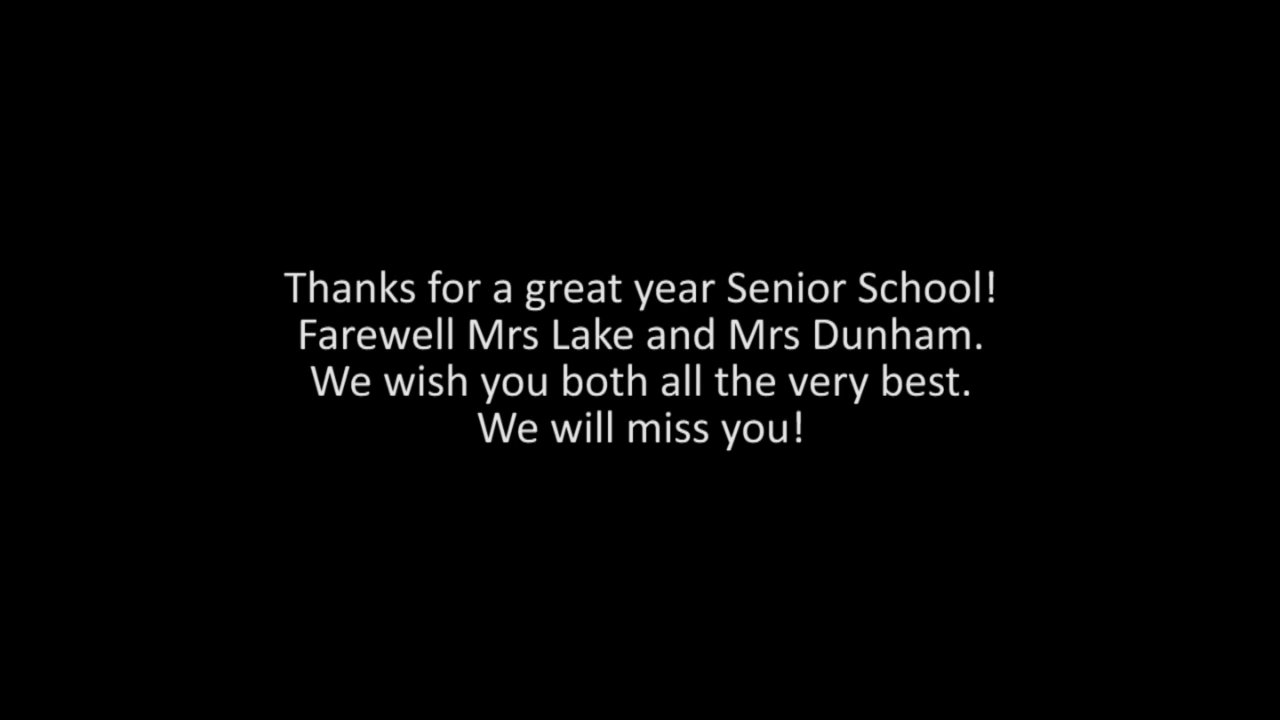 Thanks for a great year Senior School!
Farewell Mrs Lake and Mrs Dunham.
We wish you both all the very best.
We will miss you!